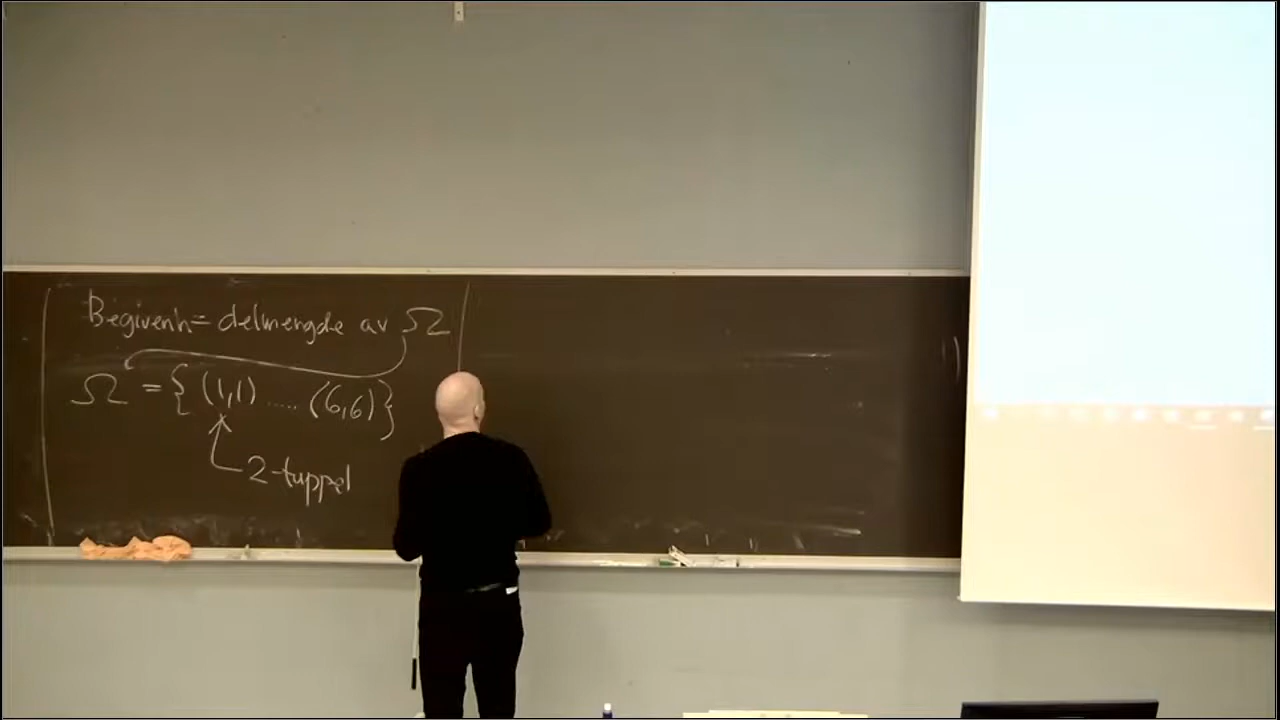 Begivenh = delmengde av Ω
Ω = { (1,1) ..... (6,6) }
2-tuppel